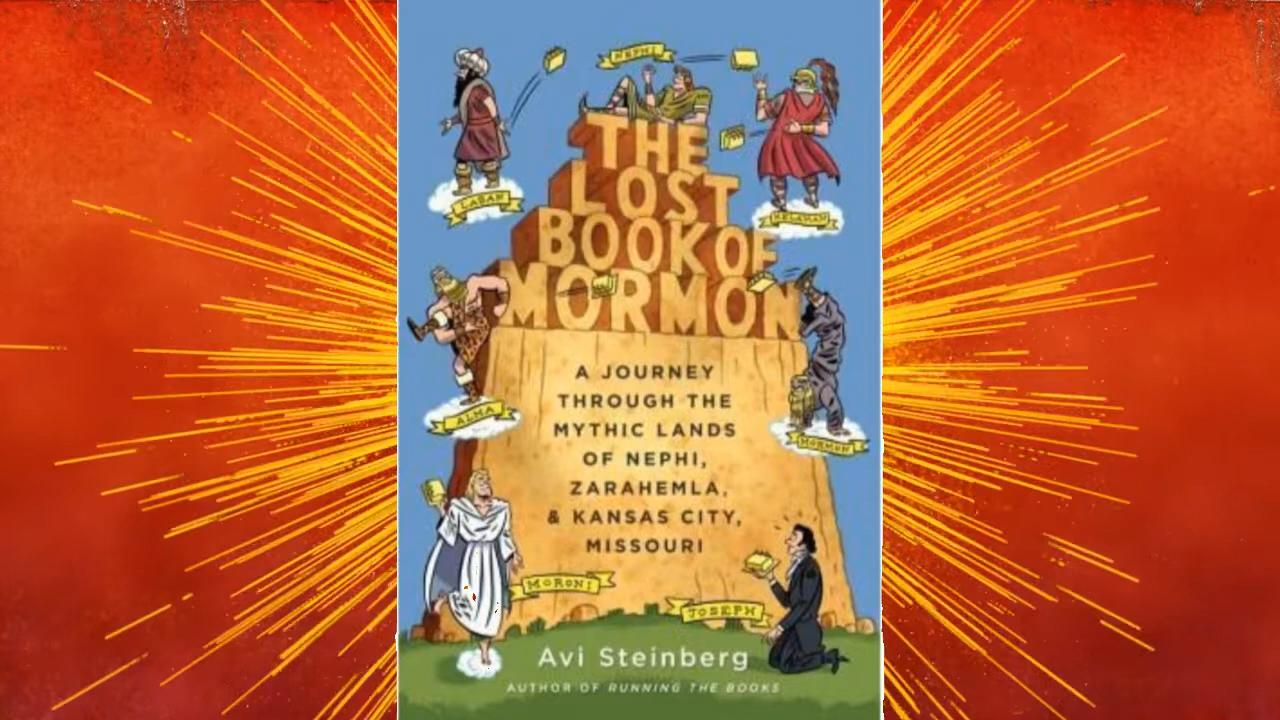 NEPHI
THE
LOST
BOOK OF
MORMON
LABAN
HELAMAN
A JOURNEY
THROUGH THE
MYTHIC LANDS
OF NEPHI,
ZARAHEMLA,
& KANSAS CITY,
MISSOURI
ALMA
MORMON
MORONI
JOSEPH
Avi Steinberg
AUTHOR OF RUNNING THE BOOKS